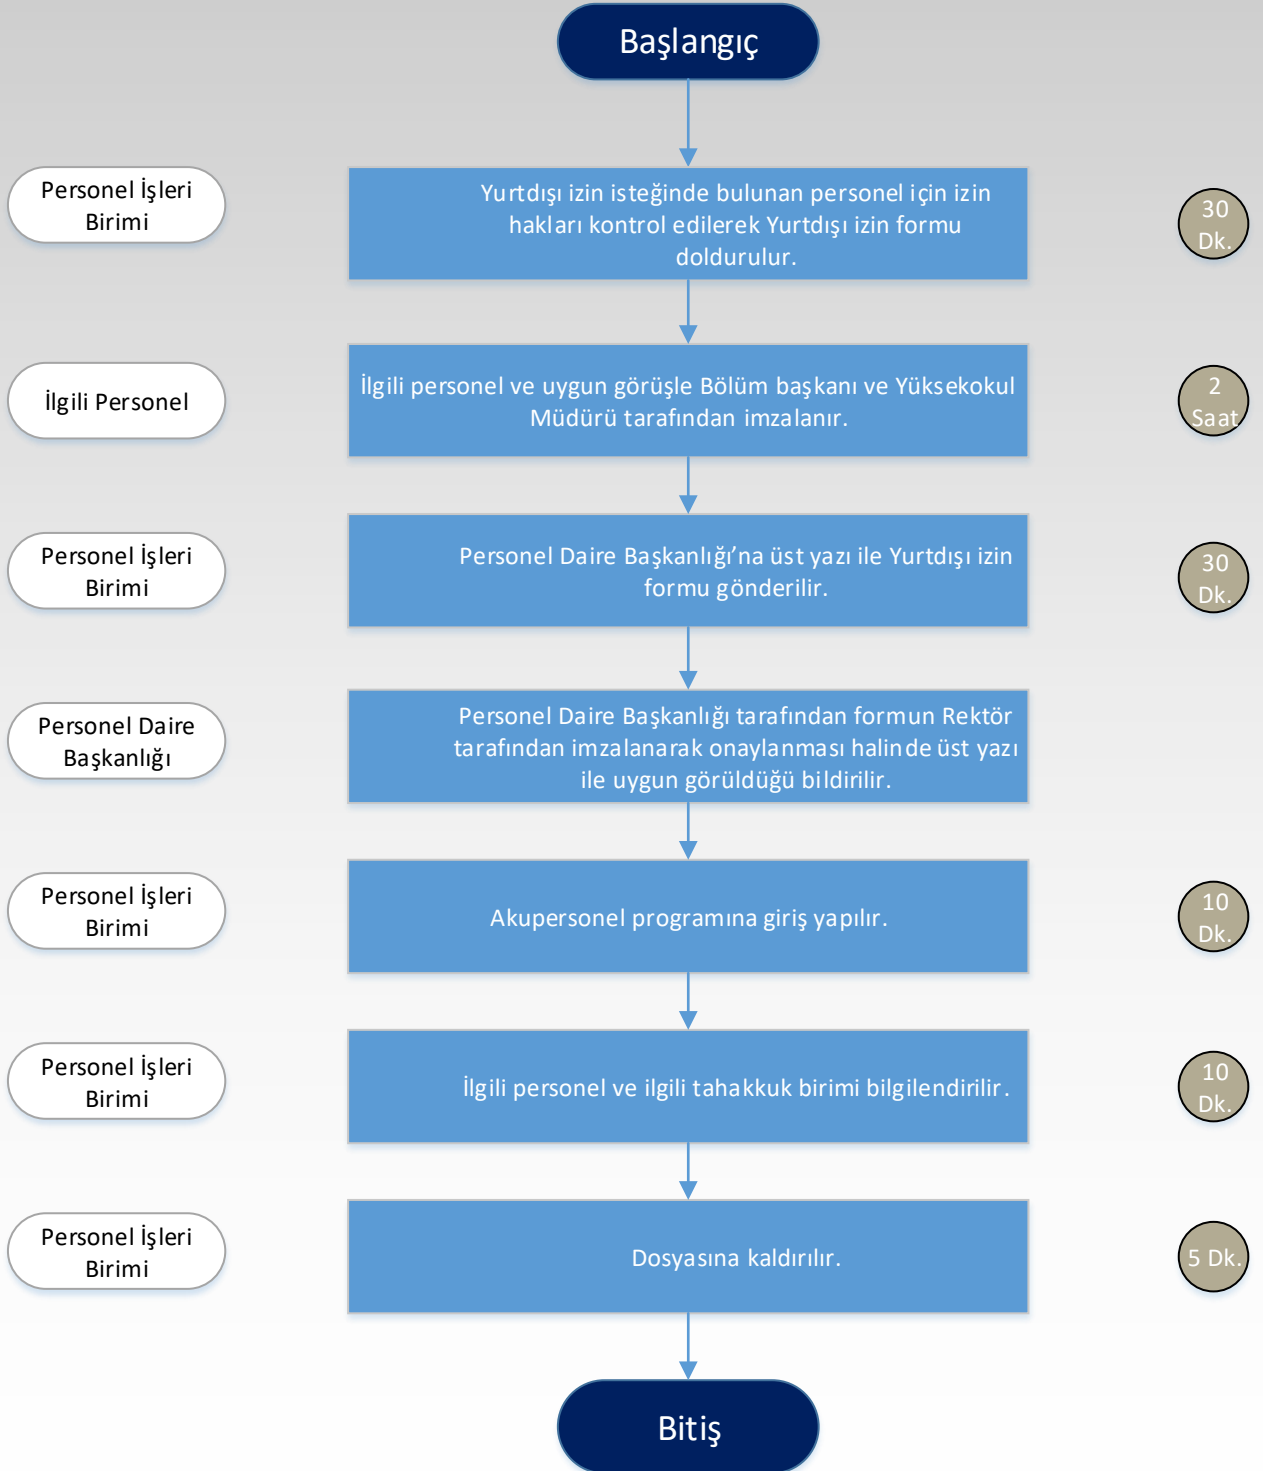 Başlangıç
Personel İşleri
Birimi
Yurtdışı izin isteğinde bulunan personel için izin
hakları kontrol edilerek Yurtdışı izin formu
doldurulur.
30
Dk.
İlgili Personel
İlgili personel ve uygun görüşle Bölüm başkanı ve Yüksekokul
Müdürü tarafından imzalanır.
2
Saat
Personel İşleri
Birimi
Personel Daire Başkanlığı’na üst yazı ile Yurtdışı izin
formu gönderilir.
30
Dk.
Personel Daire
Başkanlığı
Personel Daire Başkanlığı tarafından formun Rektör
tarafından imzalanarak onaylanması halinde üst yazı
ile uygun görüldüğü bildirilir.
Personel İşleri
Birimi
Akupersonel programına giriş yapılır.
10
Dk.
Personel İşleri
Birimi
İlgili personel ve ilgili tahakkuk birimi bilgilendirilir.
10
Dk.
Personel İşleri
Birimi
Dosyasına kaldırılır.
5 Dk.
Bitiş